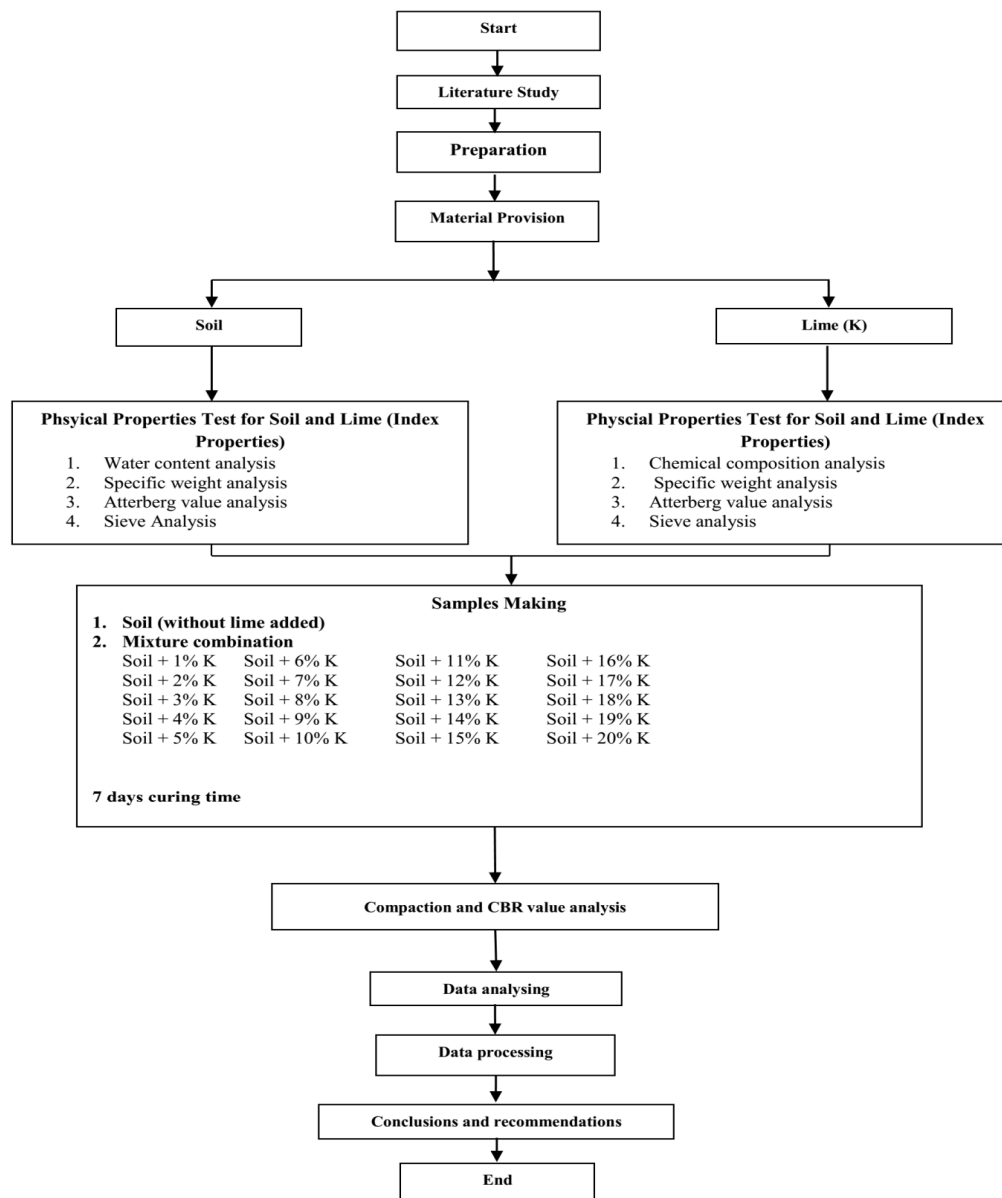 Start
Literature Study
Preparation
Material Provision
Soil
Lime (K)
Phsyical Properties Test for Soil and Lime (Index
Properties)
1. Water content analysis
2. Specific weight analysis
3. Atterberg value analysis
4. Sieve Analysis
Physcial Properties Test for Soil and Lime (Index
Properties)
1. Chemical composition analysis
2. Specific weight analysis
3. Atterberg value analysis
4. Sieve analysis
Samples Making
1. Soil (without lime added)
2. Mixture combination
Soil + 1% K Soil + 6% K Soil + 11% K Soil + 16% K
Soil + 2% K Soil + 7% K Soil + 12% K Soil + 17% K
Soil + 3% K Soil + 8% K Soil + 13% K Soil + 18% K
Soil + 4% K Soil + 9% K Soil + 14% K Soil + 19% K
Soil + 5% K Soil + 10% K Soil + 15% K Soil + 20% K
7 days curing time
Compaction and CBR value analysis
Data analysing
Data processing
Conclusions and recommendations
End